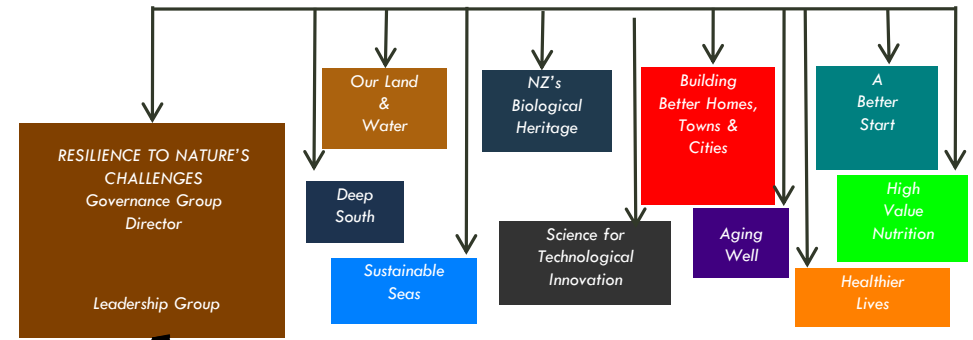 RESILIENCE TO NATURE'S
CHALLENGES
Governance Group
Director
Leadership Group
Our Land
&
Water
Deep
South
Sustainable
Seas
NZ's
Biological
Heritage
Science for
Technological
Innovation
Building
Better Homes,
Towns &
Cities
Aging
Well
A
Better
Start
High
Value
Nutrition
Healthier
Lives